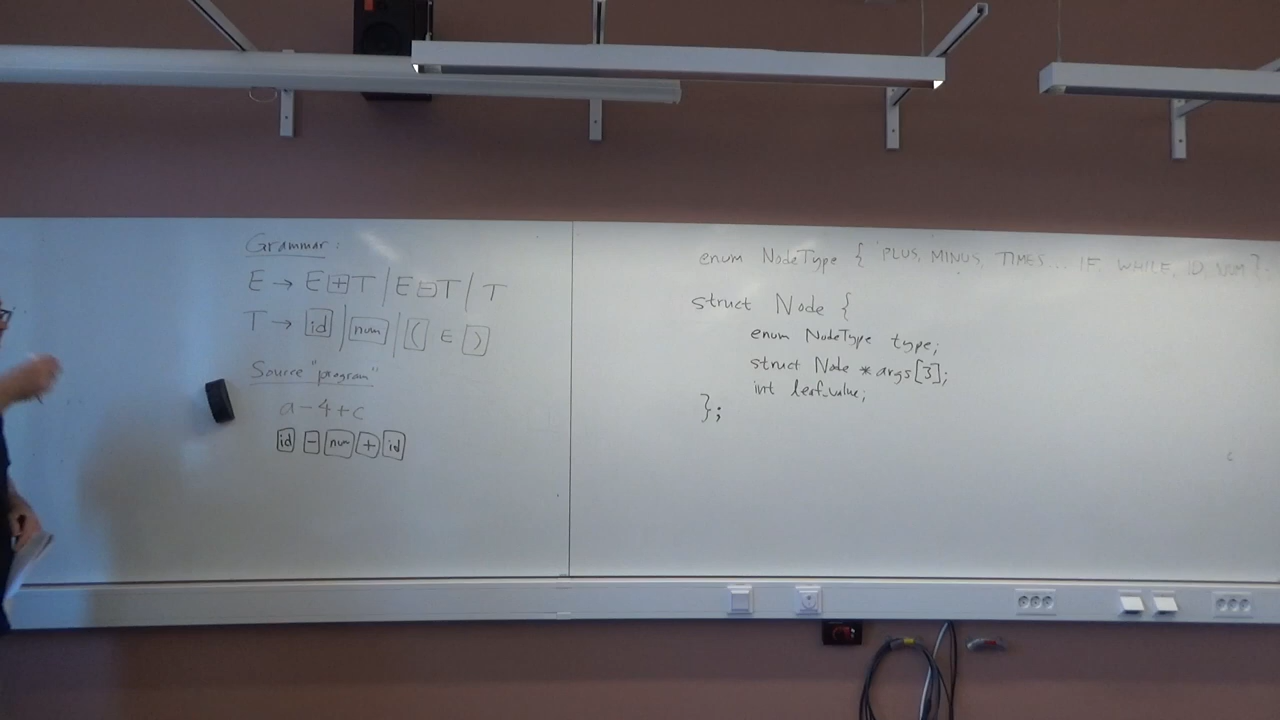 Grammar:
E → E + T | E - T | T
T → id | num | ( E )
Source "program"
a - 4 + c
id - num + id
enum NodeType { PLUS, MINUS, TIMES... IF, WHILE, ID, NUM }
struct Node {
enum NodeType type;
struct Node *args[3];
int leaf_value;
};